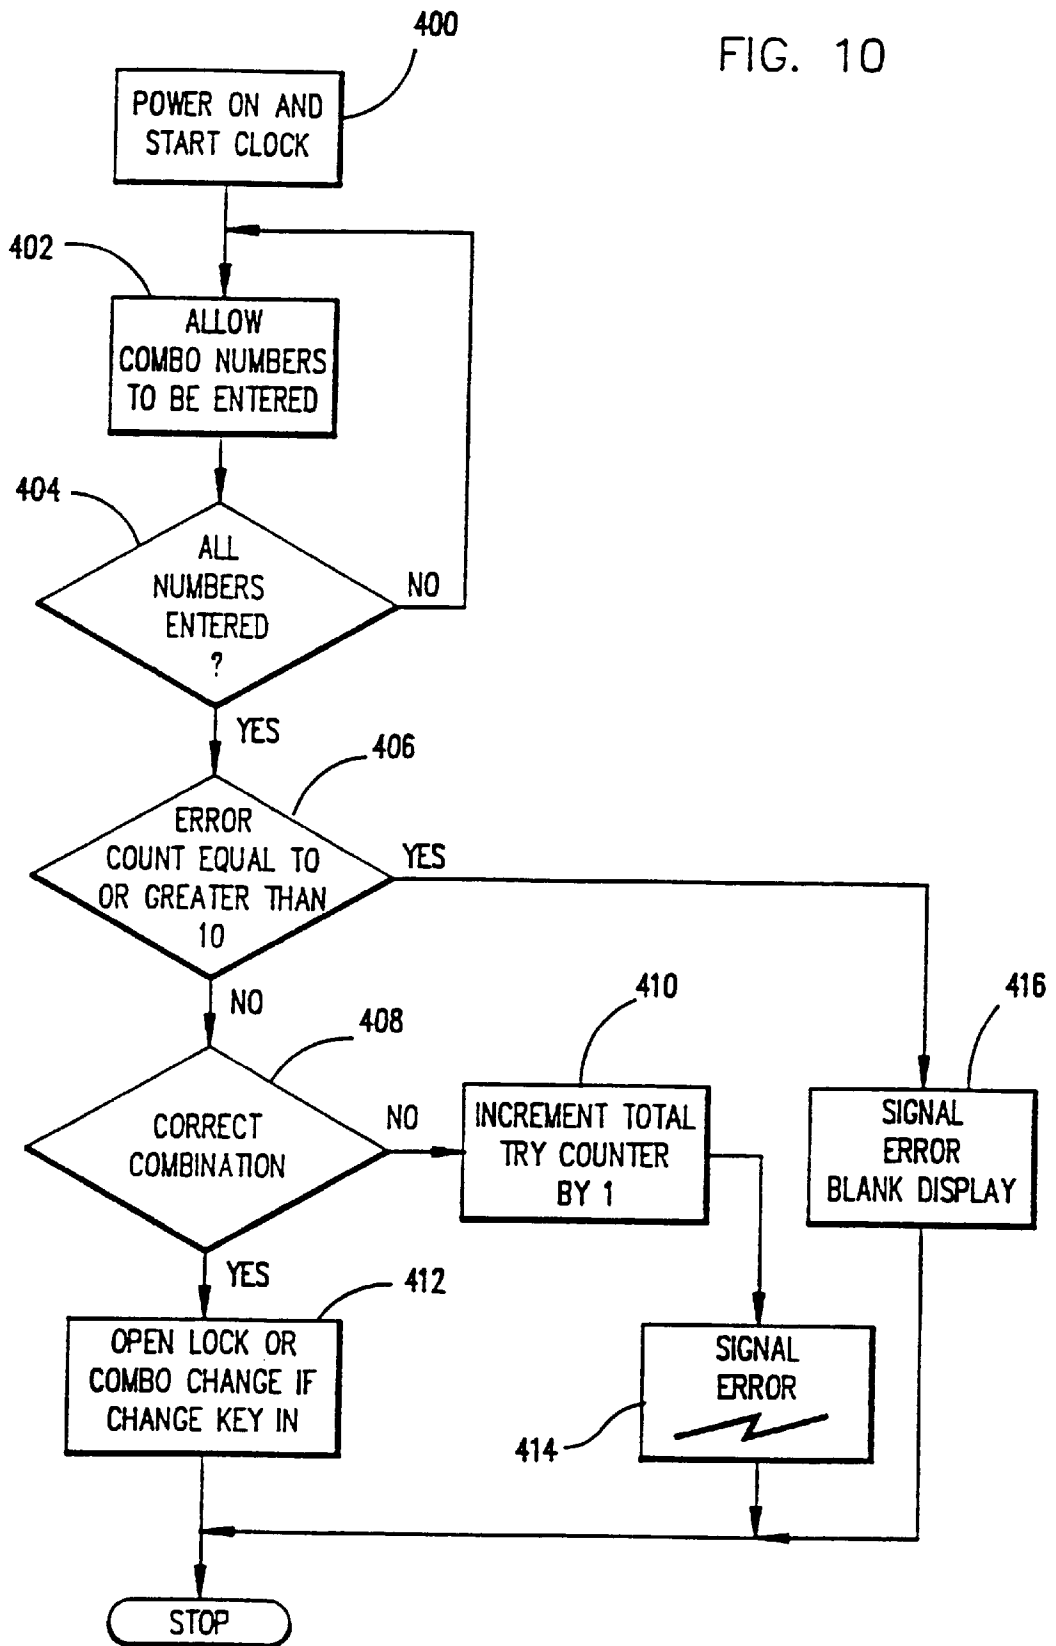 400
FIG. 10
POWER ON AND
START CLOCK
402
ALLOW
COMBO NUMBERS
TO BE ENTERED
404
ALL
NUMBERS
ENTERED
?
NO
YES
406
ERROR
COUNT EQUAL TO
OR GREATER THAN
10
YES
NO
408
CORRECT
COMBINATION
NO
410
INCREMENT TOTAL
TRY COUNTER
BY 1
416
SIGNAL
ERROR
BLANK DISPLAY
YES
412
OPEN LOCK OR
COMBO CHANGE IF
CHANGE KEY IN
SIGNAL
ERROR
414
STOP